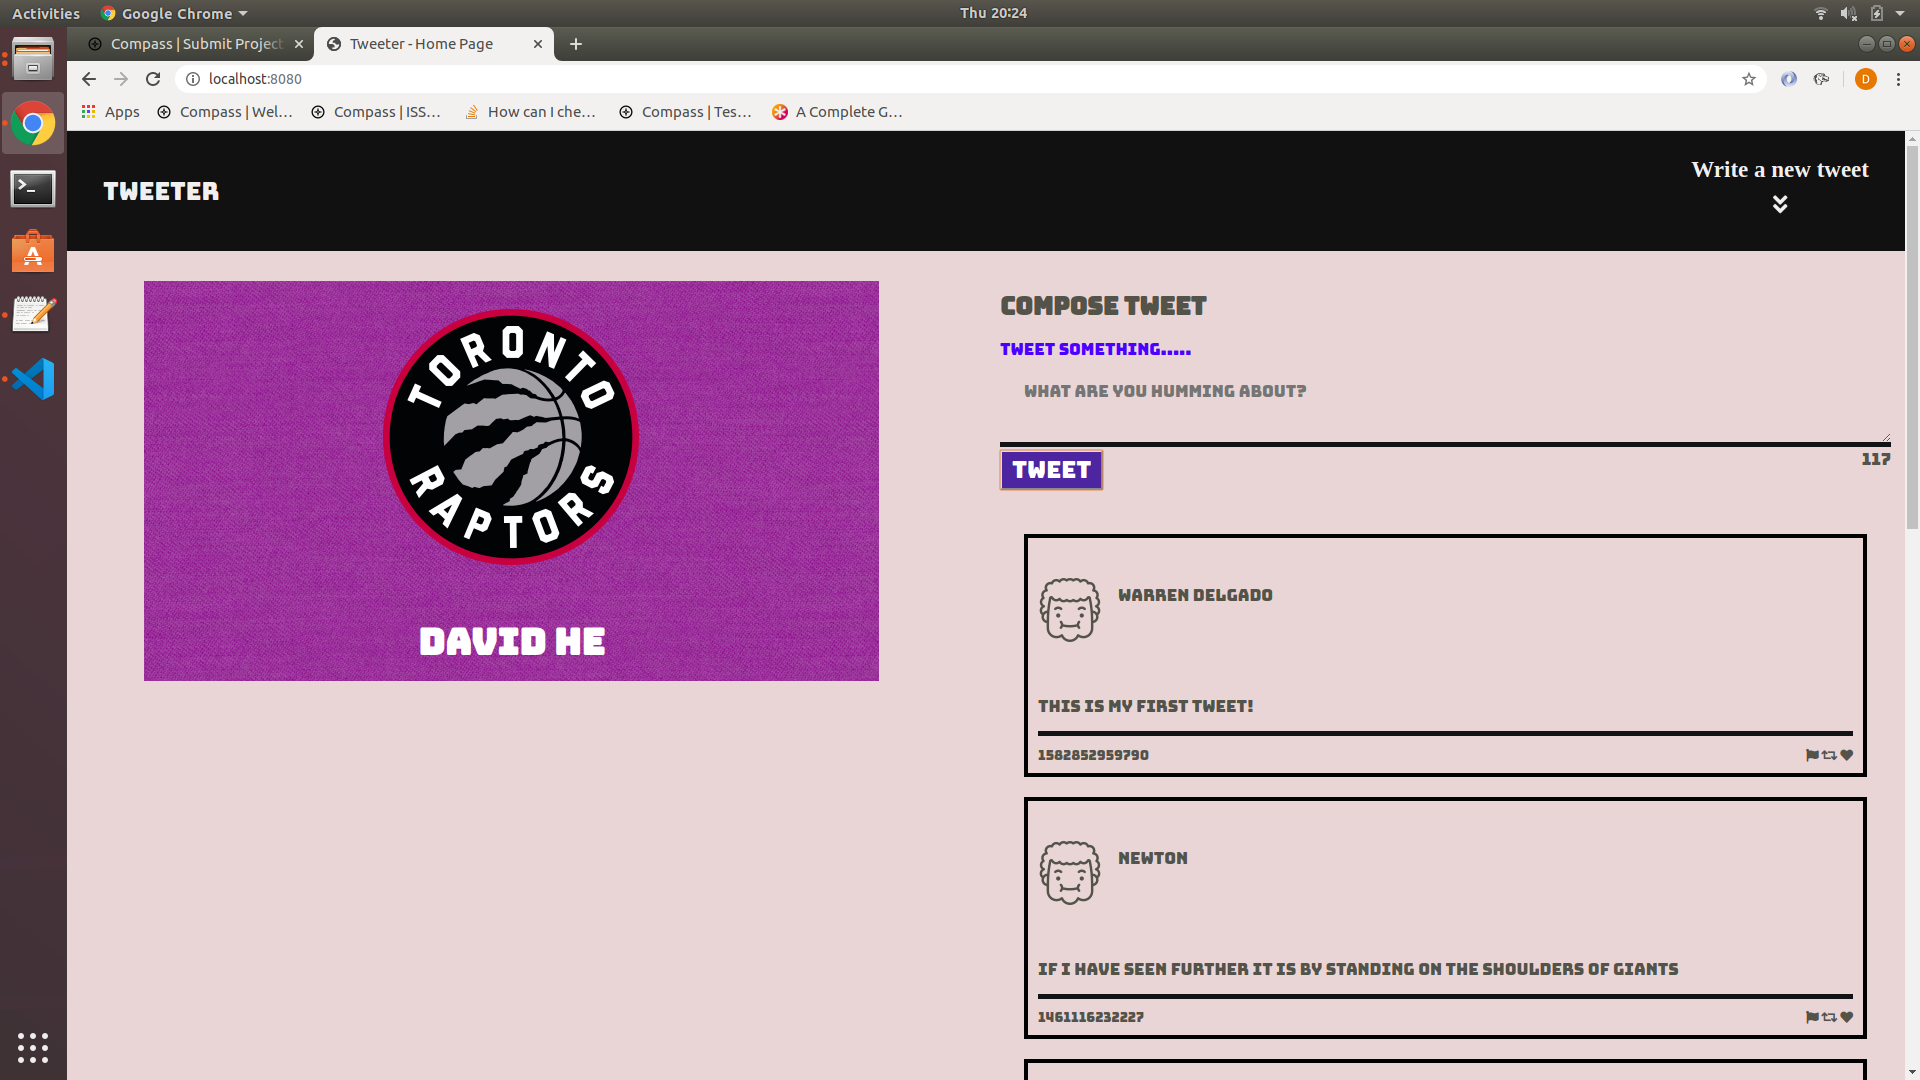 Activities
Google Chrome
Thu 20:24
Compass | Submit Project
Tweeter - Home Page
localhost:8080
D
Apps
Compass | Wel...
Compass | ISS...
How can I che...
Compass | Tes...
A Complete G...
TWEETER
Write a new tweet
TORONTO
RAPTORS
DAVID HE
COMPOSE TWEET
TWEET SOMETHING.....
WHAT ARE YOU HUMMING ABOUT?
TWEET
117
WARREN DELGADO
THIS IS MY FIRST TWEET!
1582852959790
NEWTON
IF I HAVE SEEN FURTHER IT IS BY STANDING ON THE SHOULDERS OF GIANTS
1461116232227